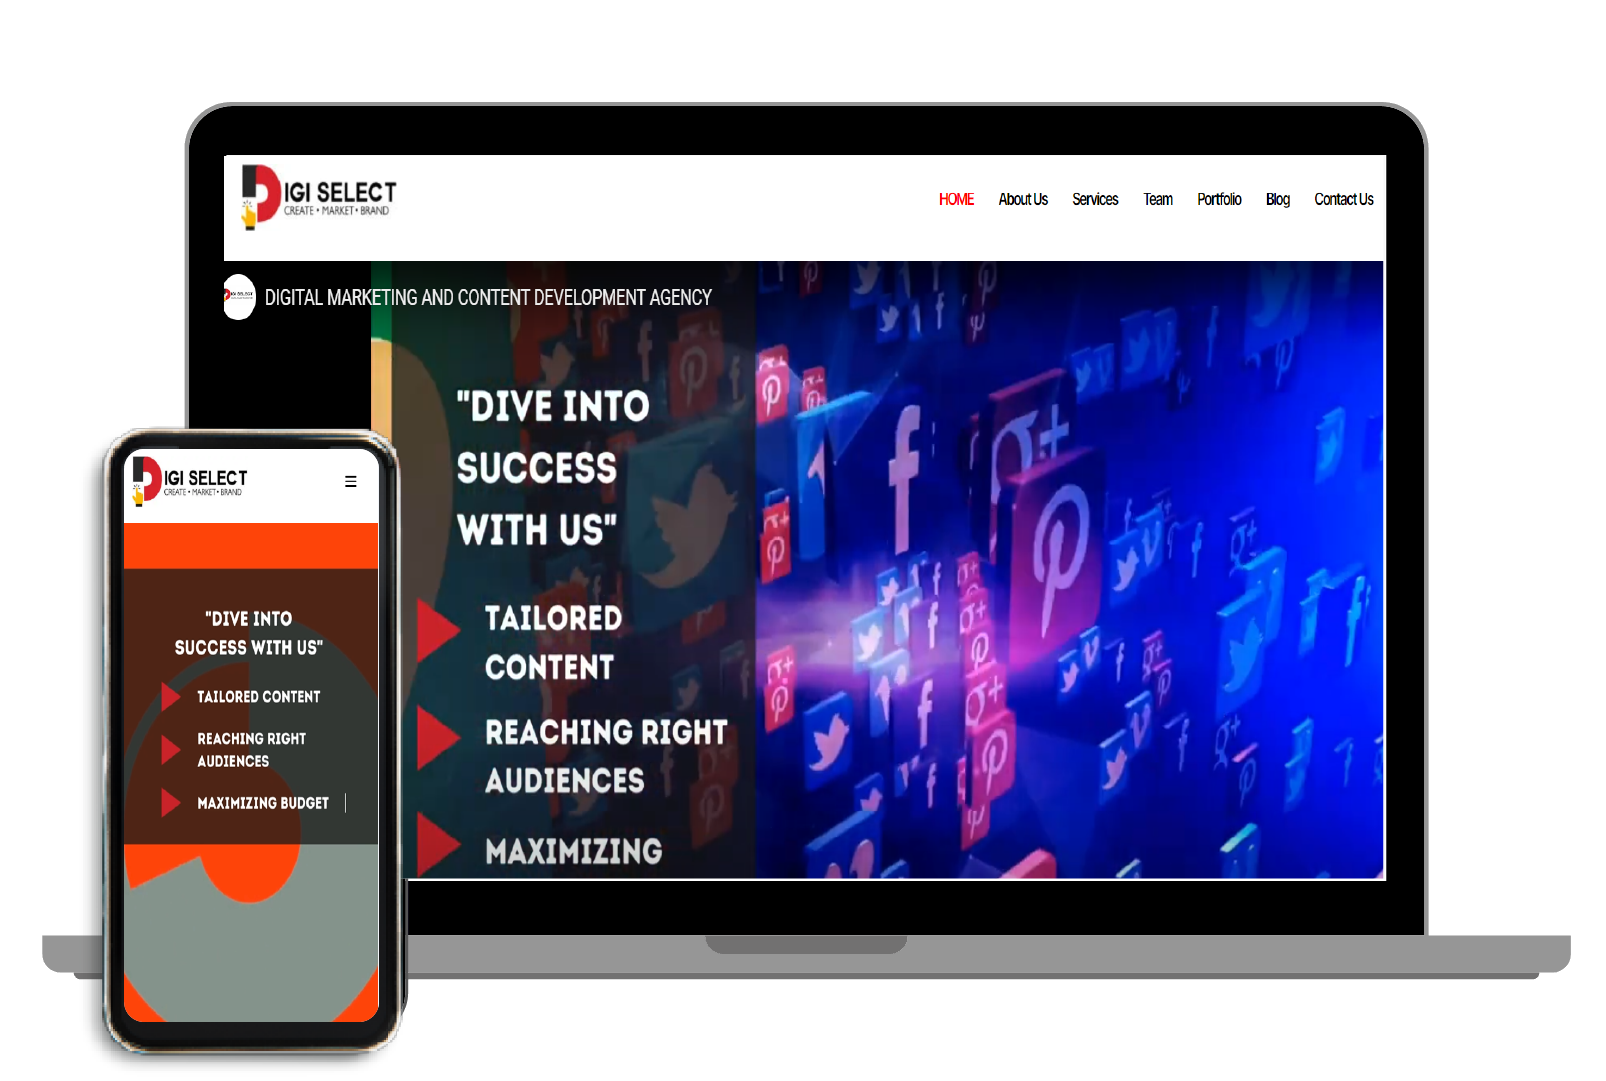 DIGI SELECT
CREATE • MARKET • BRAND
HOME About Us Services Team Portfolio Blog Contact Us
DIGITAL MARKETING AND CONTENT DEVELOPMENT AGENCY
"DIVE INTO
SUCCESS
WITH US"
TAILORED
CONTENT
REACHING RIGHT
AUDIENCES
MAXIMIZING
DIGI SELECT
CREATE • MARKET • BRAND
"DIVE INTO
SUCCESS WITH US"
TAILORED CONTENT
REACHING RIGHT
AUDIENCES
MAXIMIZING BUDGET